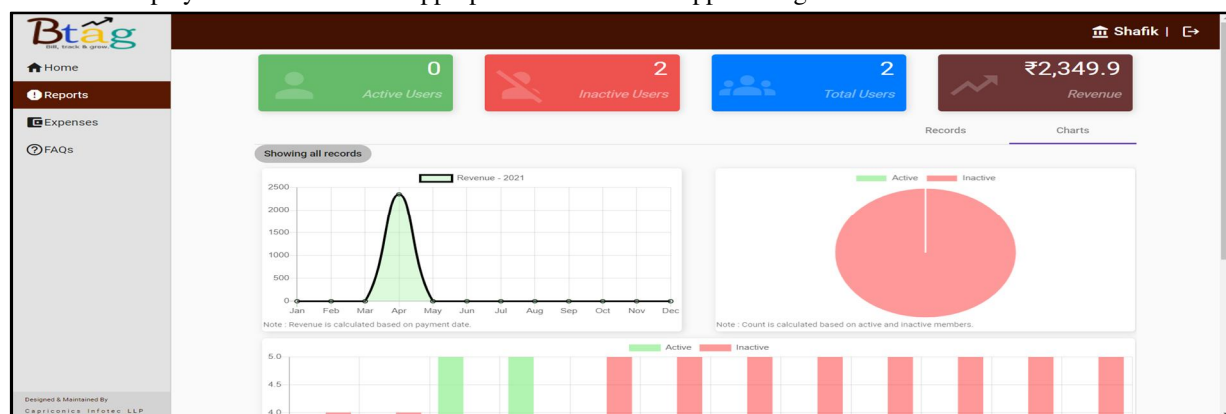 Btag
Bill, track & grow.
Shafik |
Home
Reports
Expenses
FAQs
0
Active Users
2
Inactive Users
2
Total Users
₹2,349.9
Revenue
Records
Charts
Showing all records
Revenue - 2021
2500
2000
1500
1000
500
0
Jan Feb Mar Apr May Jun Jul Aug Sep Oct Nov Dec
Note : Revenue is calculated based on payment date.
Active Inactive
Note : Count is calculated based on active and inactive members.
Active Inactive
5.0
4.5
4.0
Designed & Maintained By
Capriconics Infotec LLP